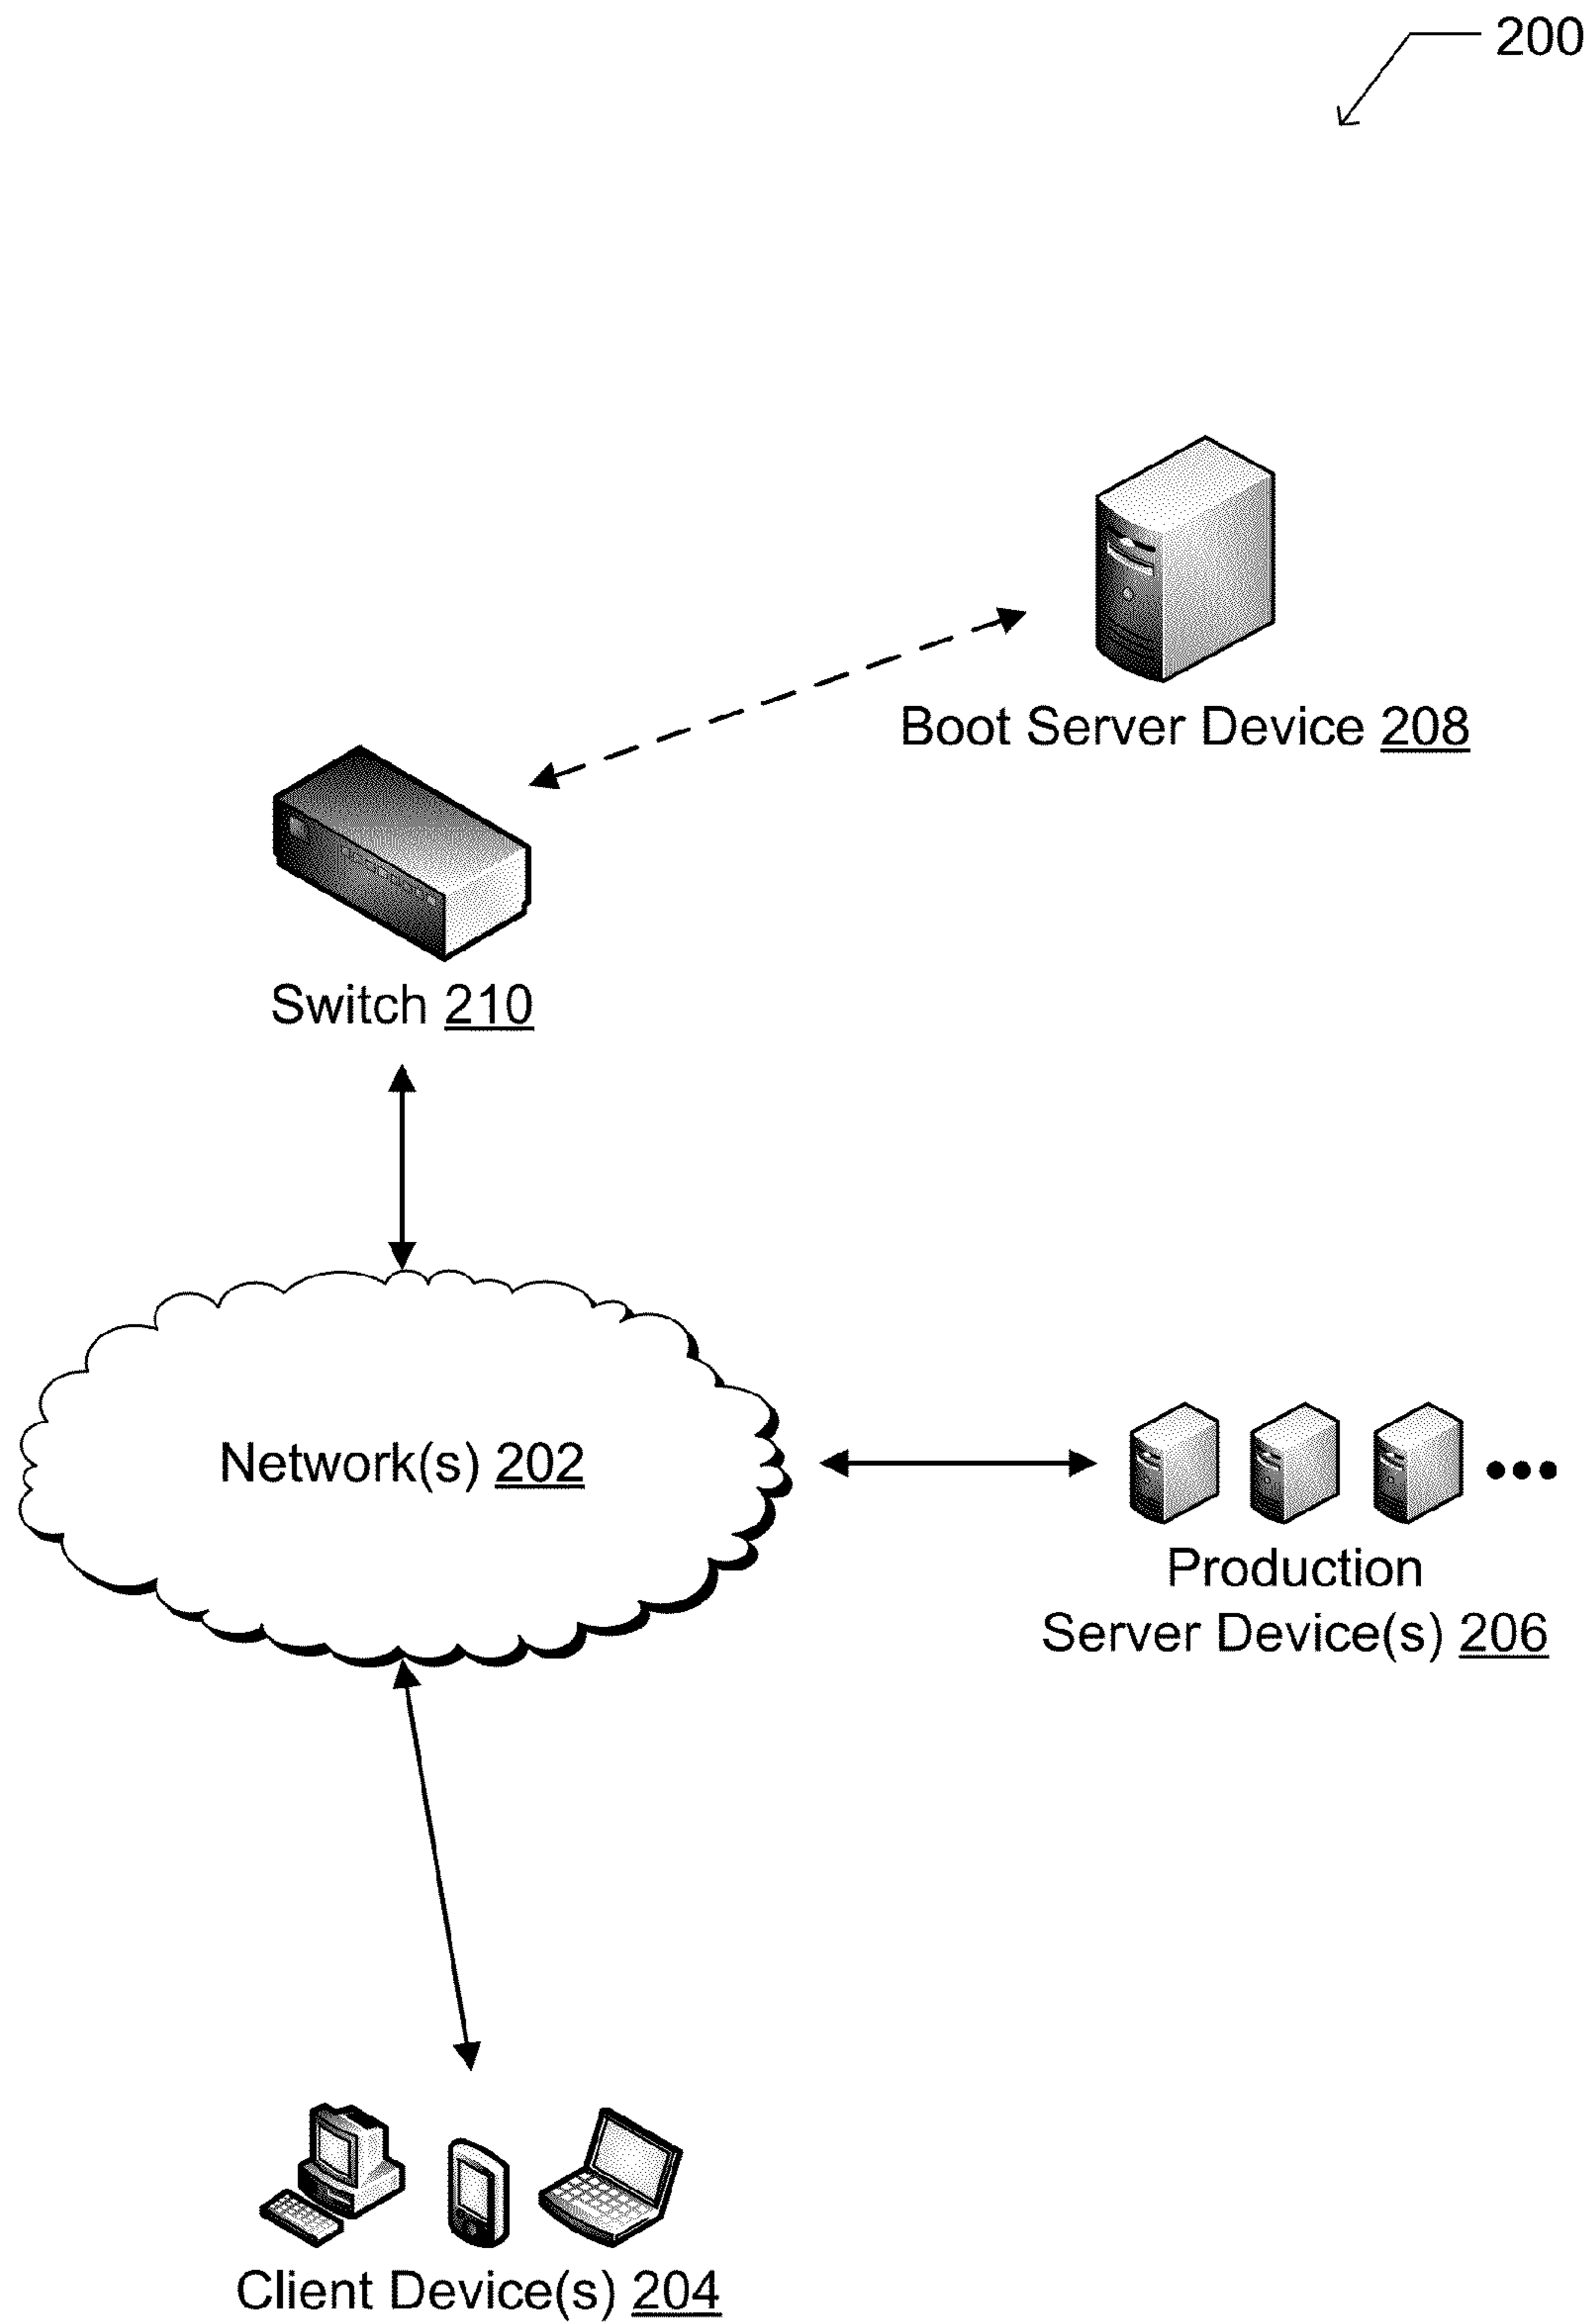 200
Boot Server Device 208
Switch 210
Network(s) 202
Production
Server Device(s) 206
Client Device(s) 204